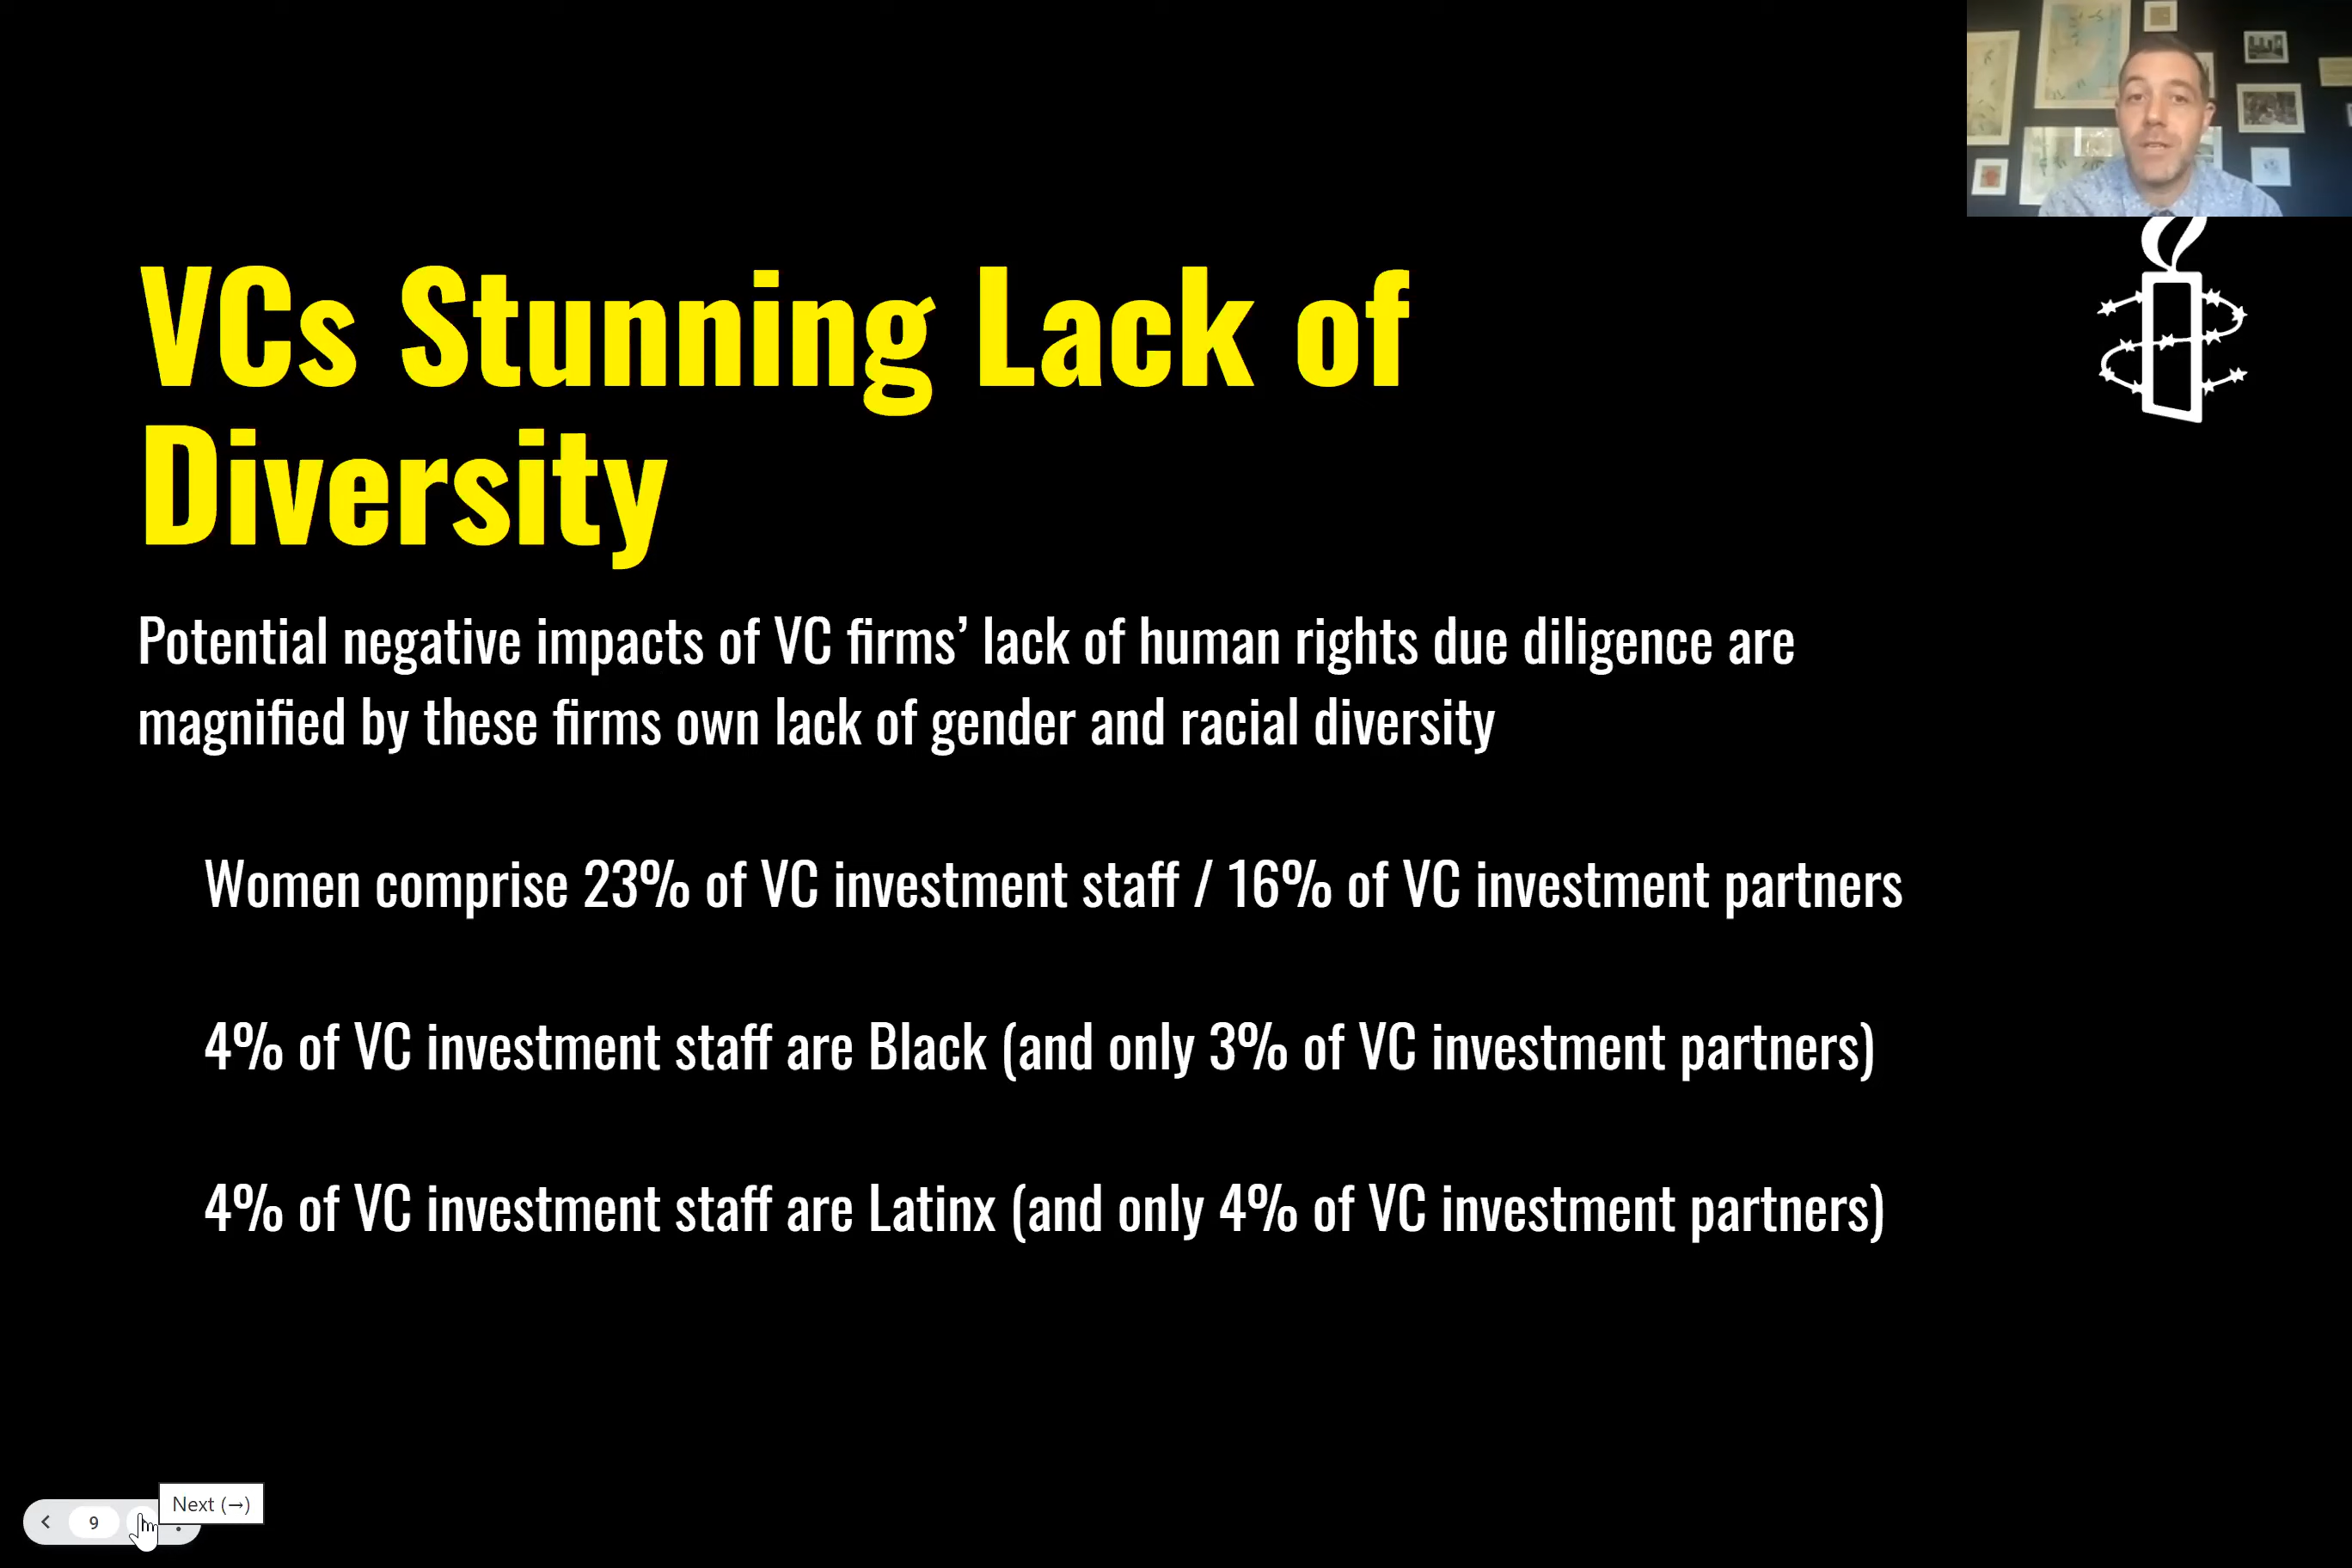 VCs Stunning Lack of
Diversity
Potential negative impacts of VC firms’ lack of human rights due diligence are
magnified by these firms own lack of gender and racial diversity
Women comprise 23% of VC investment staff / 16% of VC investment partners
4% of VC investment staff are Black (and only 3% of VC investment partners)
4% of VC investment staff are Latinx (and only 4% of VC investment partners)
Next (→)
9